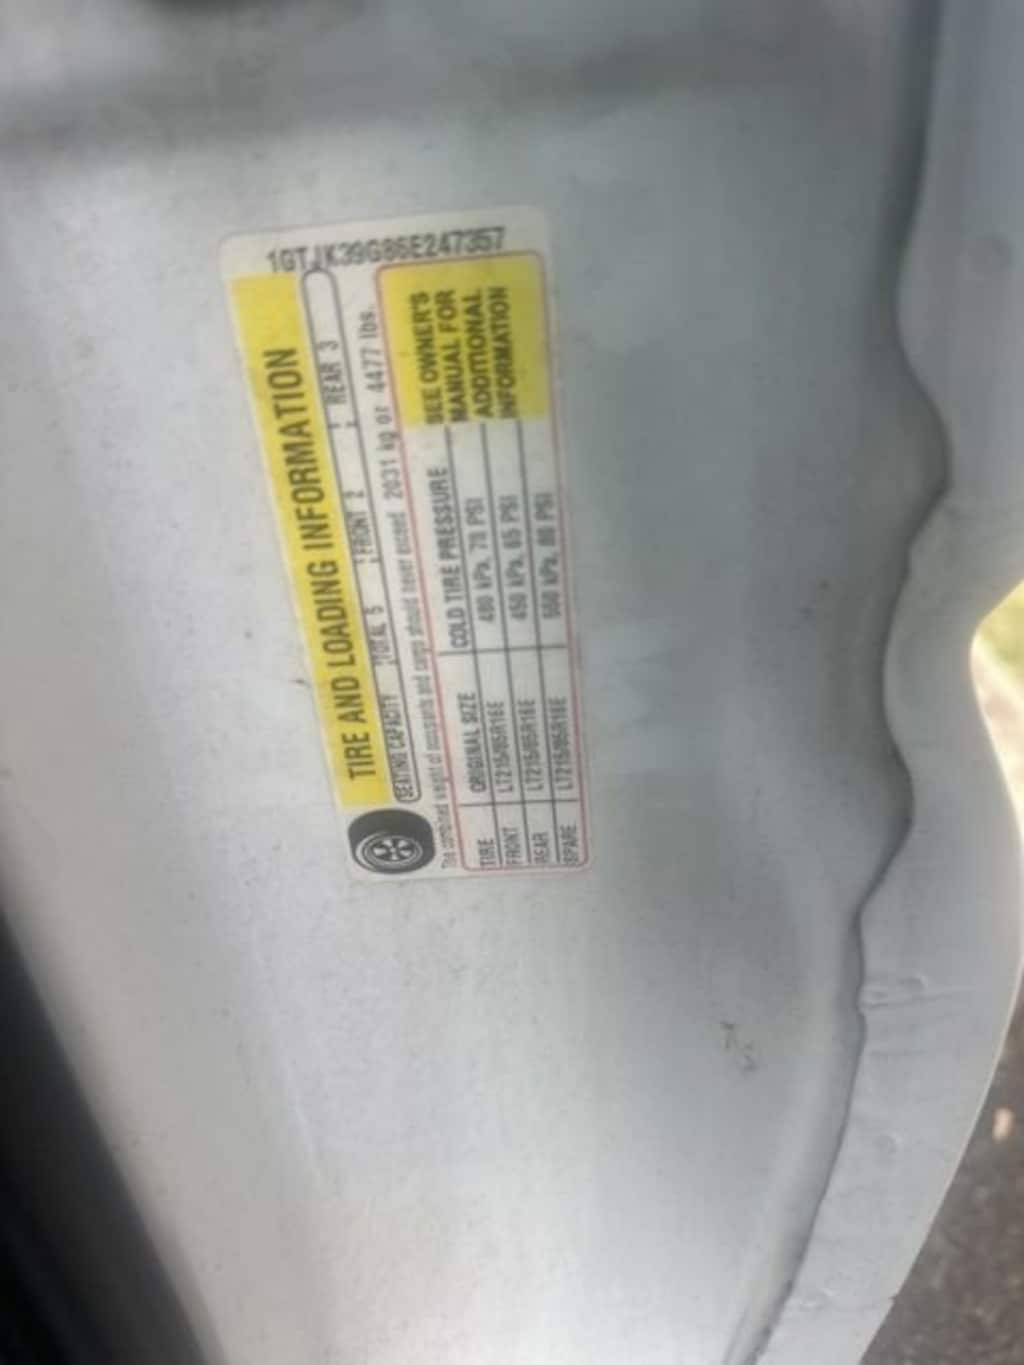 1GTJK39G86E247357
TIRE AND LOADING INFORMATION
SEATING CAPACITY TOTAL 5 FRONT 2 REAR 3
The combined weight of occupants and cargo should never exceed 2031 kg or 4477 lbs.
TIRE ORIGINAL SIZE COLD TIRE PRESSURE
FRONT LT215/85R16E 480 kPa, 70 PSI
REAR LT215/85R16E 450 kPa, 65 PSI
SPARE LT215/85R16E 550 kPa, 80 PSI
SEE OWNER'S
MANUAL FOR
ADDITIONAL
INFORMATION